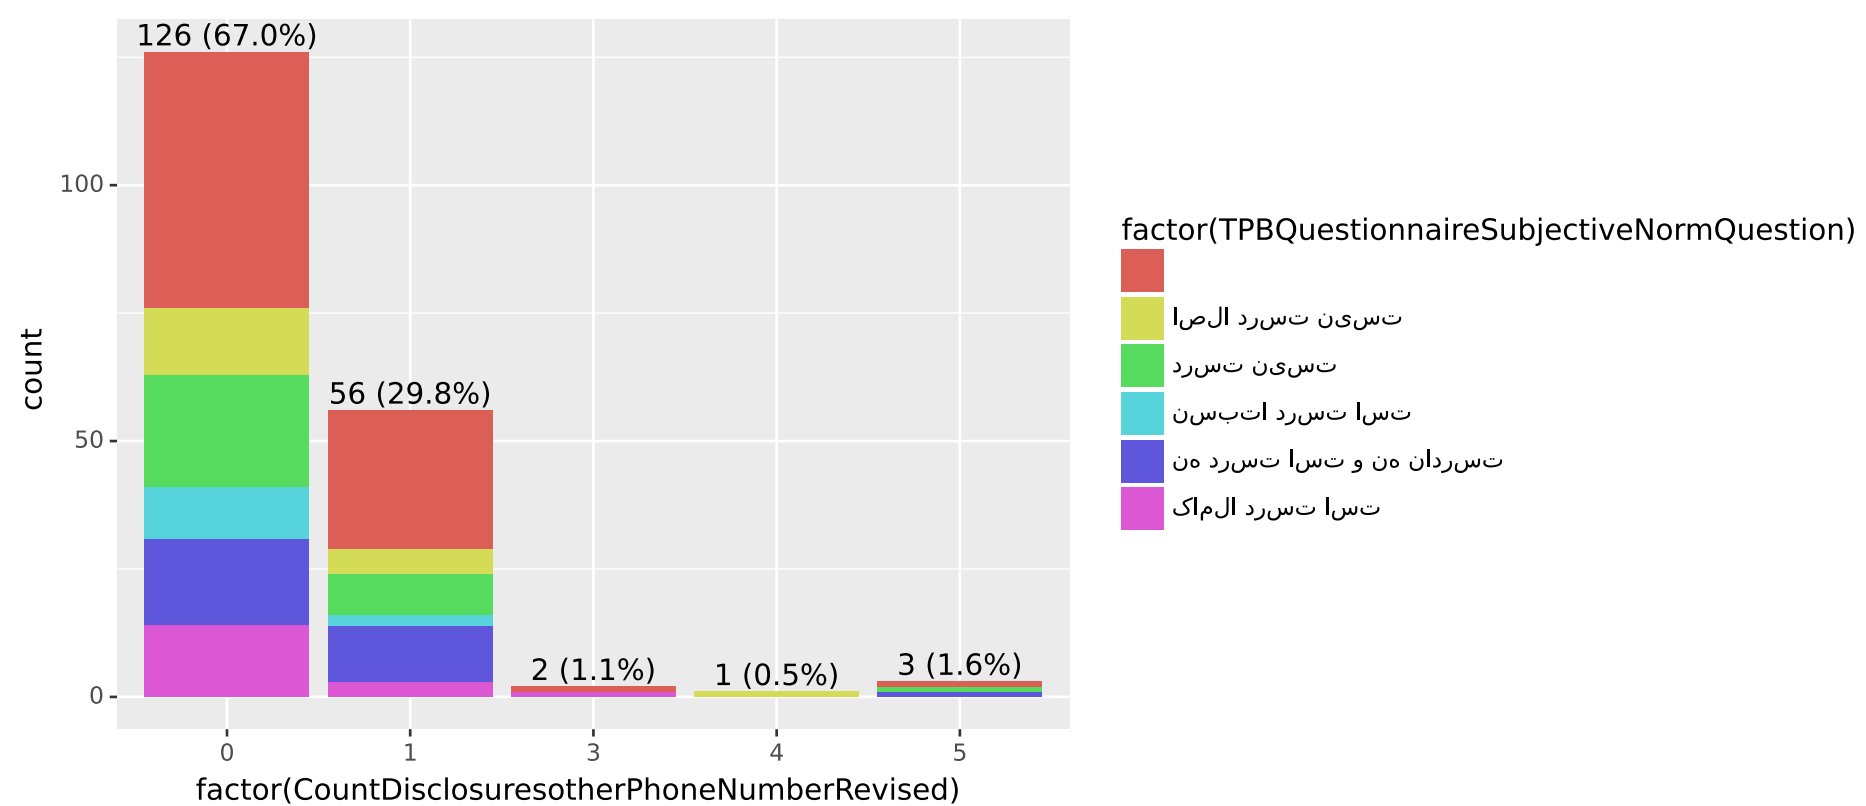 126 (67.0%)
56 (29.8%)
2 (1.1%)
1 (0.5%)
3 (1.6%)
100
50
0
count
0
1
3
4
5
factor(CountDisclosuresotherPhoneNumberRevised)
factor(TPBQuestionnaireSubjectiveNormQuestion)
اصلا درست نیست
درست نیست
نسبتا درست است
نه درست است و نه نادرست
کاملا درست است